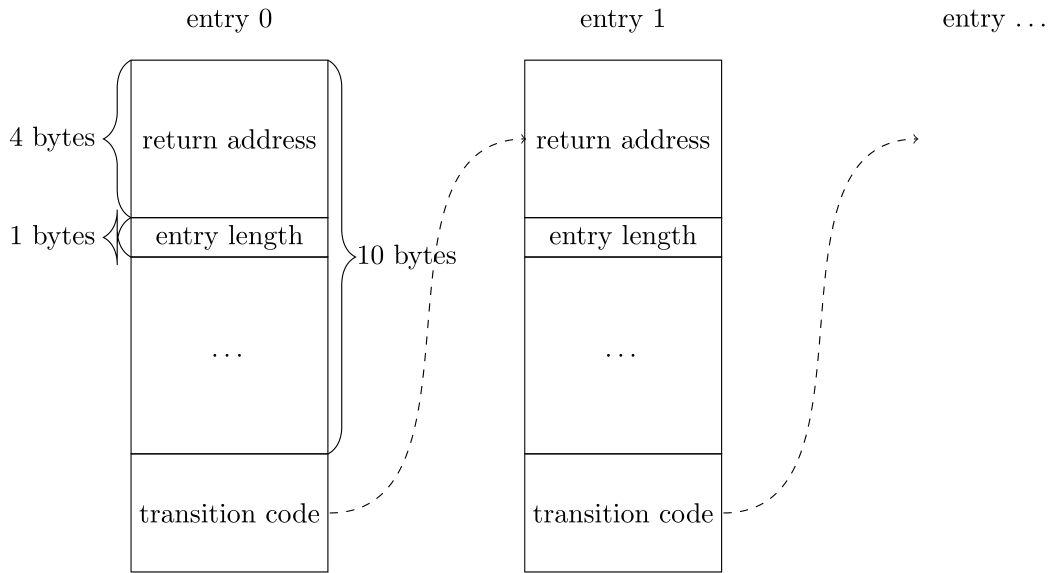 entry 0
entry 1
entry ...
4 bytes
return address
return address
1 bytes
entry length
entry length
10 bytes
...
...
transition code
transition code